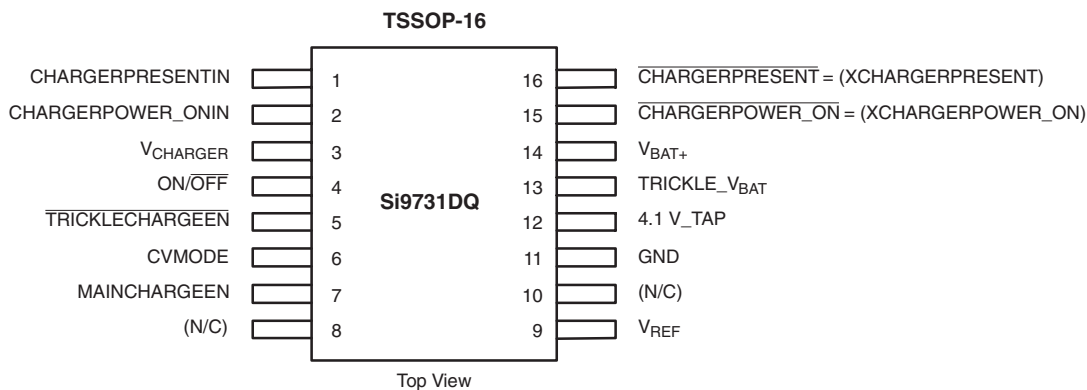 TSSOP-16
CHARGERPRESENTIN 1 16 CHARGERPRESENT = (XCHARGERPRESENT)
CHARGERPOWER_ONIN 2 15 CHARGERPOWER_ON = (XCHARGERPOWER_ON)
VCHARGER 3 14 VBAT+
ON/OFF 4 13 TRICKLE_VBAT
Si9731DQ
TRICKLECHARGEEN 5 12 4.1 V_TAP
CVMODE 6 11 GND
MAINCHARGEEN 7 10 (N/C)
(N/C) 8 9 VREF
Top View